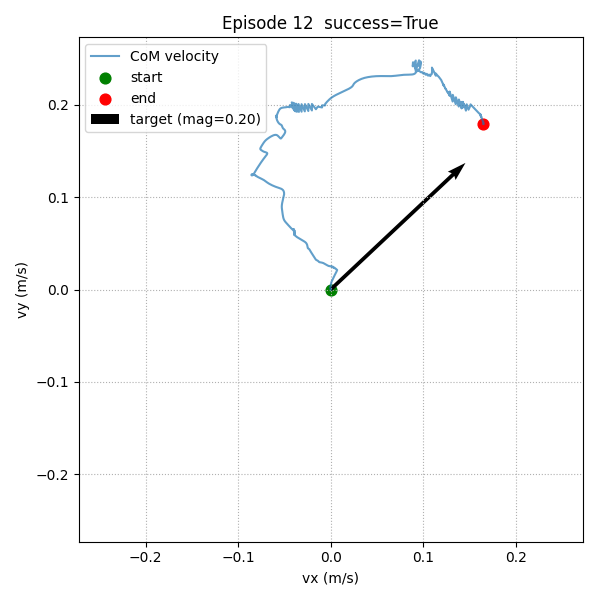 Episode 12  success=True
CoM velocity
start
end
target (mag=0.20)
0.2
0.1
0.0
−0.1
−0.2
vy (m/s)
−0.2
−0.1
0.0
0.1
0.2
vx (m/s)